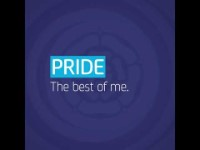 PRIDE
The best of me.